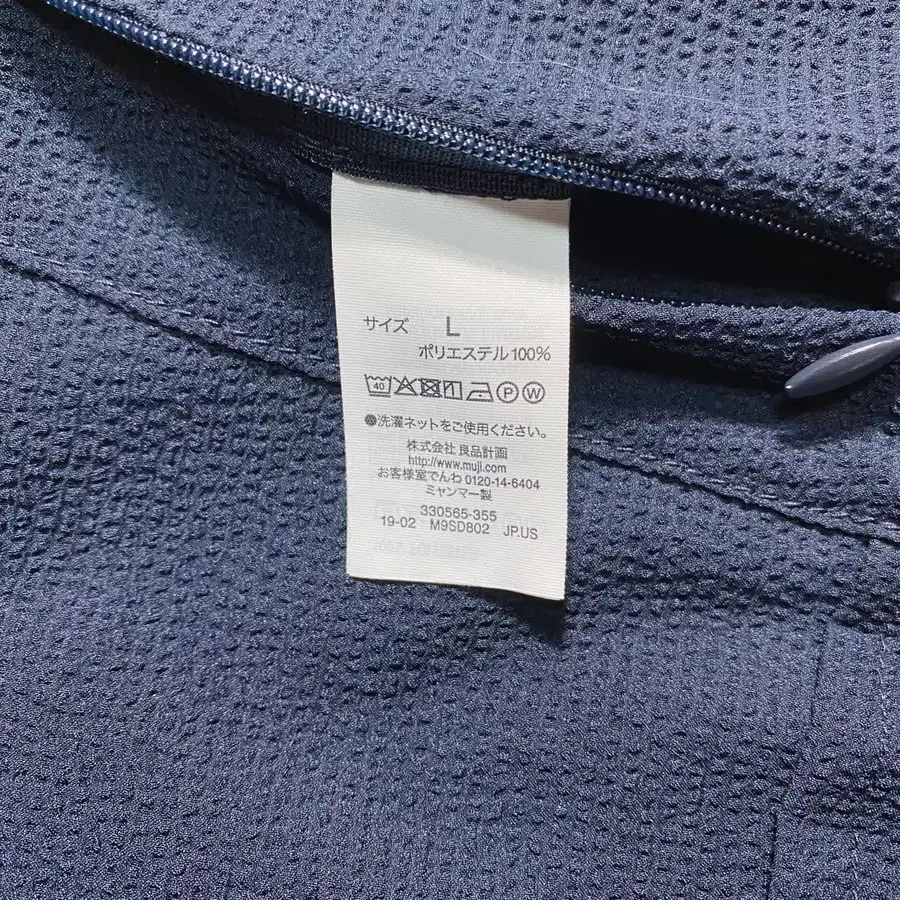 サイズ L
ポリエステル100%
40 P W
●洗濯ネットをご使用ください。
株式会社 良品計画
http://www.muji.com
お客様室でんわ 0120-14-6404
ミャンマー製
330565-355
19-02 M9SD802 JP.US